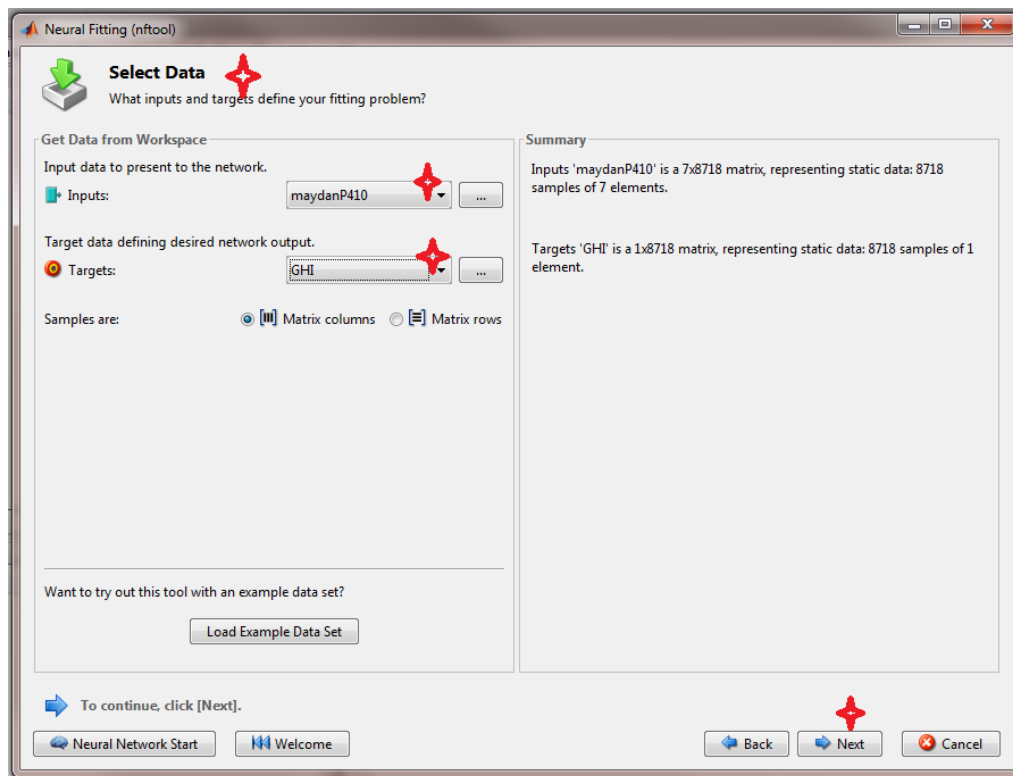 Neural Fitting (nftool)
Select Data
What inputs and targets define your fitting problem?
Get Data from Workspace
Input data to present to the network.
Inputs:
maydanP410
...
Target data defining desired network output.
Targets:
GHI
...
Samples are:
Matrix columns
Matrix rows
Want to try out this tool with an example data set?
Load Example Data Set
Summary
Inputs 'maydanP410' is a 7x8718 matrix, representing static data: 8718
samples of 7 elements.
Targets 'GHI' is a 1x8718 matrix, representing static data: 8718 samples of 1
element.
To continue, click [Next].
Neural Network Start
Welcome
Back
Next
Cancel